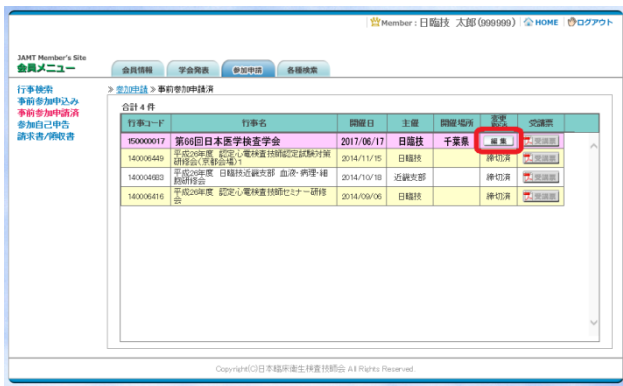 Member : 日臨技 太郎 (999999) HOME ログアウト
JAMT Member's Site
会員メニュー
会員情報 学会発表 参加申請 各種検索
行事検索
事前参加申込み
事前参加申請済
参加自己申告
請求書/領収書
≫ 参加申請 ≫ 事前参加申請済
合計 4 件
行事コード 行事名 開催日 主催 開催場所 変更 受講票
150000017 第66回日本医学検査学会 2017/06/17 日臨技 千葉県 編集 受講票
140006449 平成26年度 認定心電検査技師認定試験対策
研修会(京都会場)1 2014/11/15 日臨技 締切済 受講票
140004683 平成26年度 日臨技近畿支部 血液・病理・細
胞研修会 2014/10/18 近畿支部 締切済 受講票
140006416 平成26年度 認定心電検査技師セミナー研修
会 2014/09/06 日臨技 締切済 受講票
Copyright(C)日本臨床衛生検査技師会 All Rights Reserved.